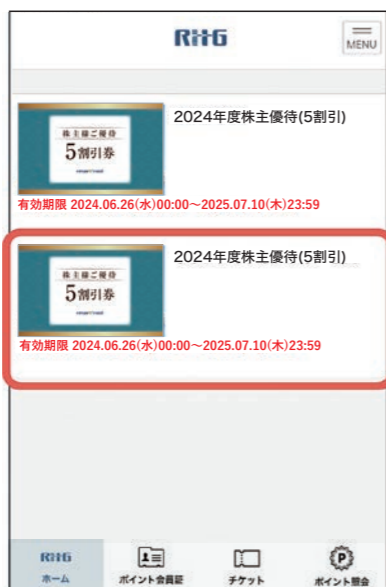 RHG
MENU
2024年度株主優待(5割引)
株主様ご優待
5割引券
有効期限 2024.06.26(水)00:00～2025.07.10(木)23:59
2024年度株主優待(5割引)
株主様ご優待
5割引券
有効期限 2024.06.26(水)00:00～2025.07.10(木)23:59
RHG
P
ホーム
ポイント会員証
チケット
ポイント照会